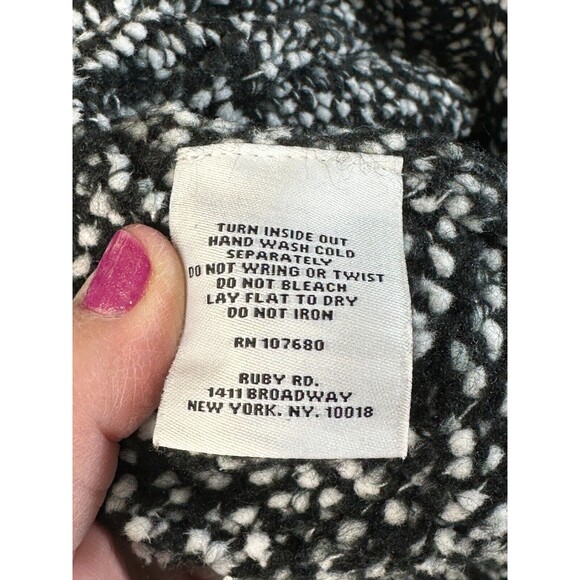 TURN INSIDE OUT
HAND WASH COLD
SEPARATELY
DO NOT WRING OR TWIST
DO NOT BLEACH
LAY FLAT TO DRY
DO NOT IRON
RN 107680
RUBY RD.
1411 BROADWAY
NEW YORK. NY. 10018